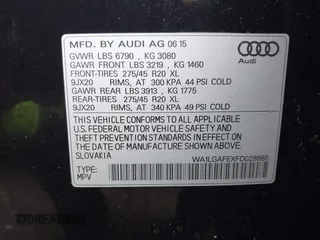 MFD. BY AUDI AG 06 15
GVWR LBS 6790 , KG 3080
GAWR FRONT LBS 3219 , KG 1460
FRONT-TIRES 275/45 R20 XL
9JX20 RIMS AT 300 KPA 44 PSI COLD
GAWR REAR LBS 3913 , KG 1775
REAR-TIRES 275/45 R20 XL
9JX20 RIMS AT 340 KPA 49 PSI COLD
Audi
THIS VEHICLE CONFORMS TO ALL APPLICABLE
U.S. FEDERAL MOTOR VEHICLE
SAFETY STANDARDS AND
THEFT PREVENTION STANDARDS IN EFFECT
ON THE DATE OF MANUFACTURE SHOWN ABOVE.
SLOVAKIA
TYPE:
MPV